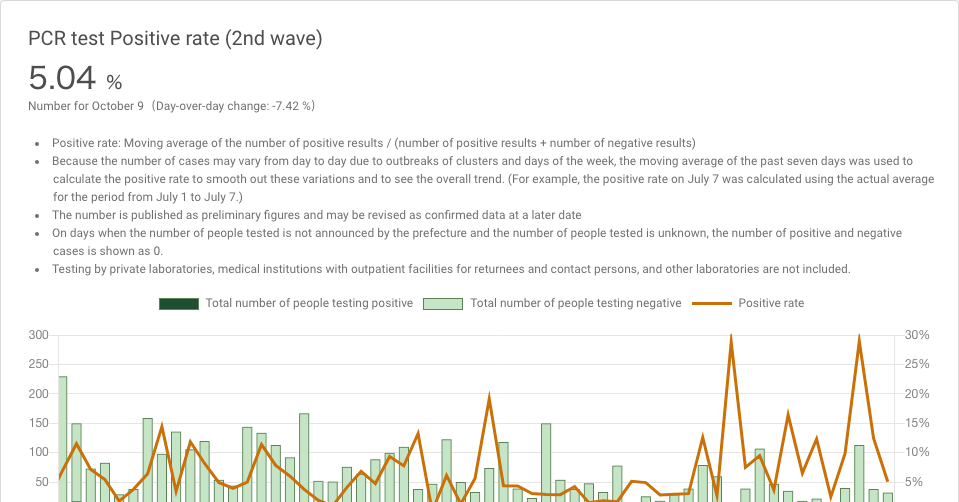 PCR test Positive rate (2nd wave)
5.04 %
Number for October 9 (Day-over-day change: -7.42 %)
• Positive rate: Moving average of the number of positive results / (number of positive results + number of negative results)
• Because the number of cases may vary from day to day due to outbreaks of clusters and days of the week, the moving average of the past seven days was used to
calculate the positive rate to smooth out these variations and to see the overall trend. (For example, the positive rate on July 7 was calculated using the actual average
for the period from July 1 to July 7.)
• The number is published as preliminary figures and may be revised as confirmed data at a later date
• On days when the number of people tested is not announced by the prefecture and the number of people tested is unknown, the number of positive and negative
cases is shown as 0.
• Testing by private laboratories, medical institutions with outpatient facilities for returnees and contact persons, and other laboratories are not included.
Total number of people testing positive Total number of people testing negative Positive rate
300 30%
250 25%
200 20%
150 15%
100 10%
50 5%